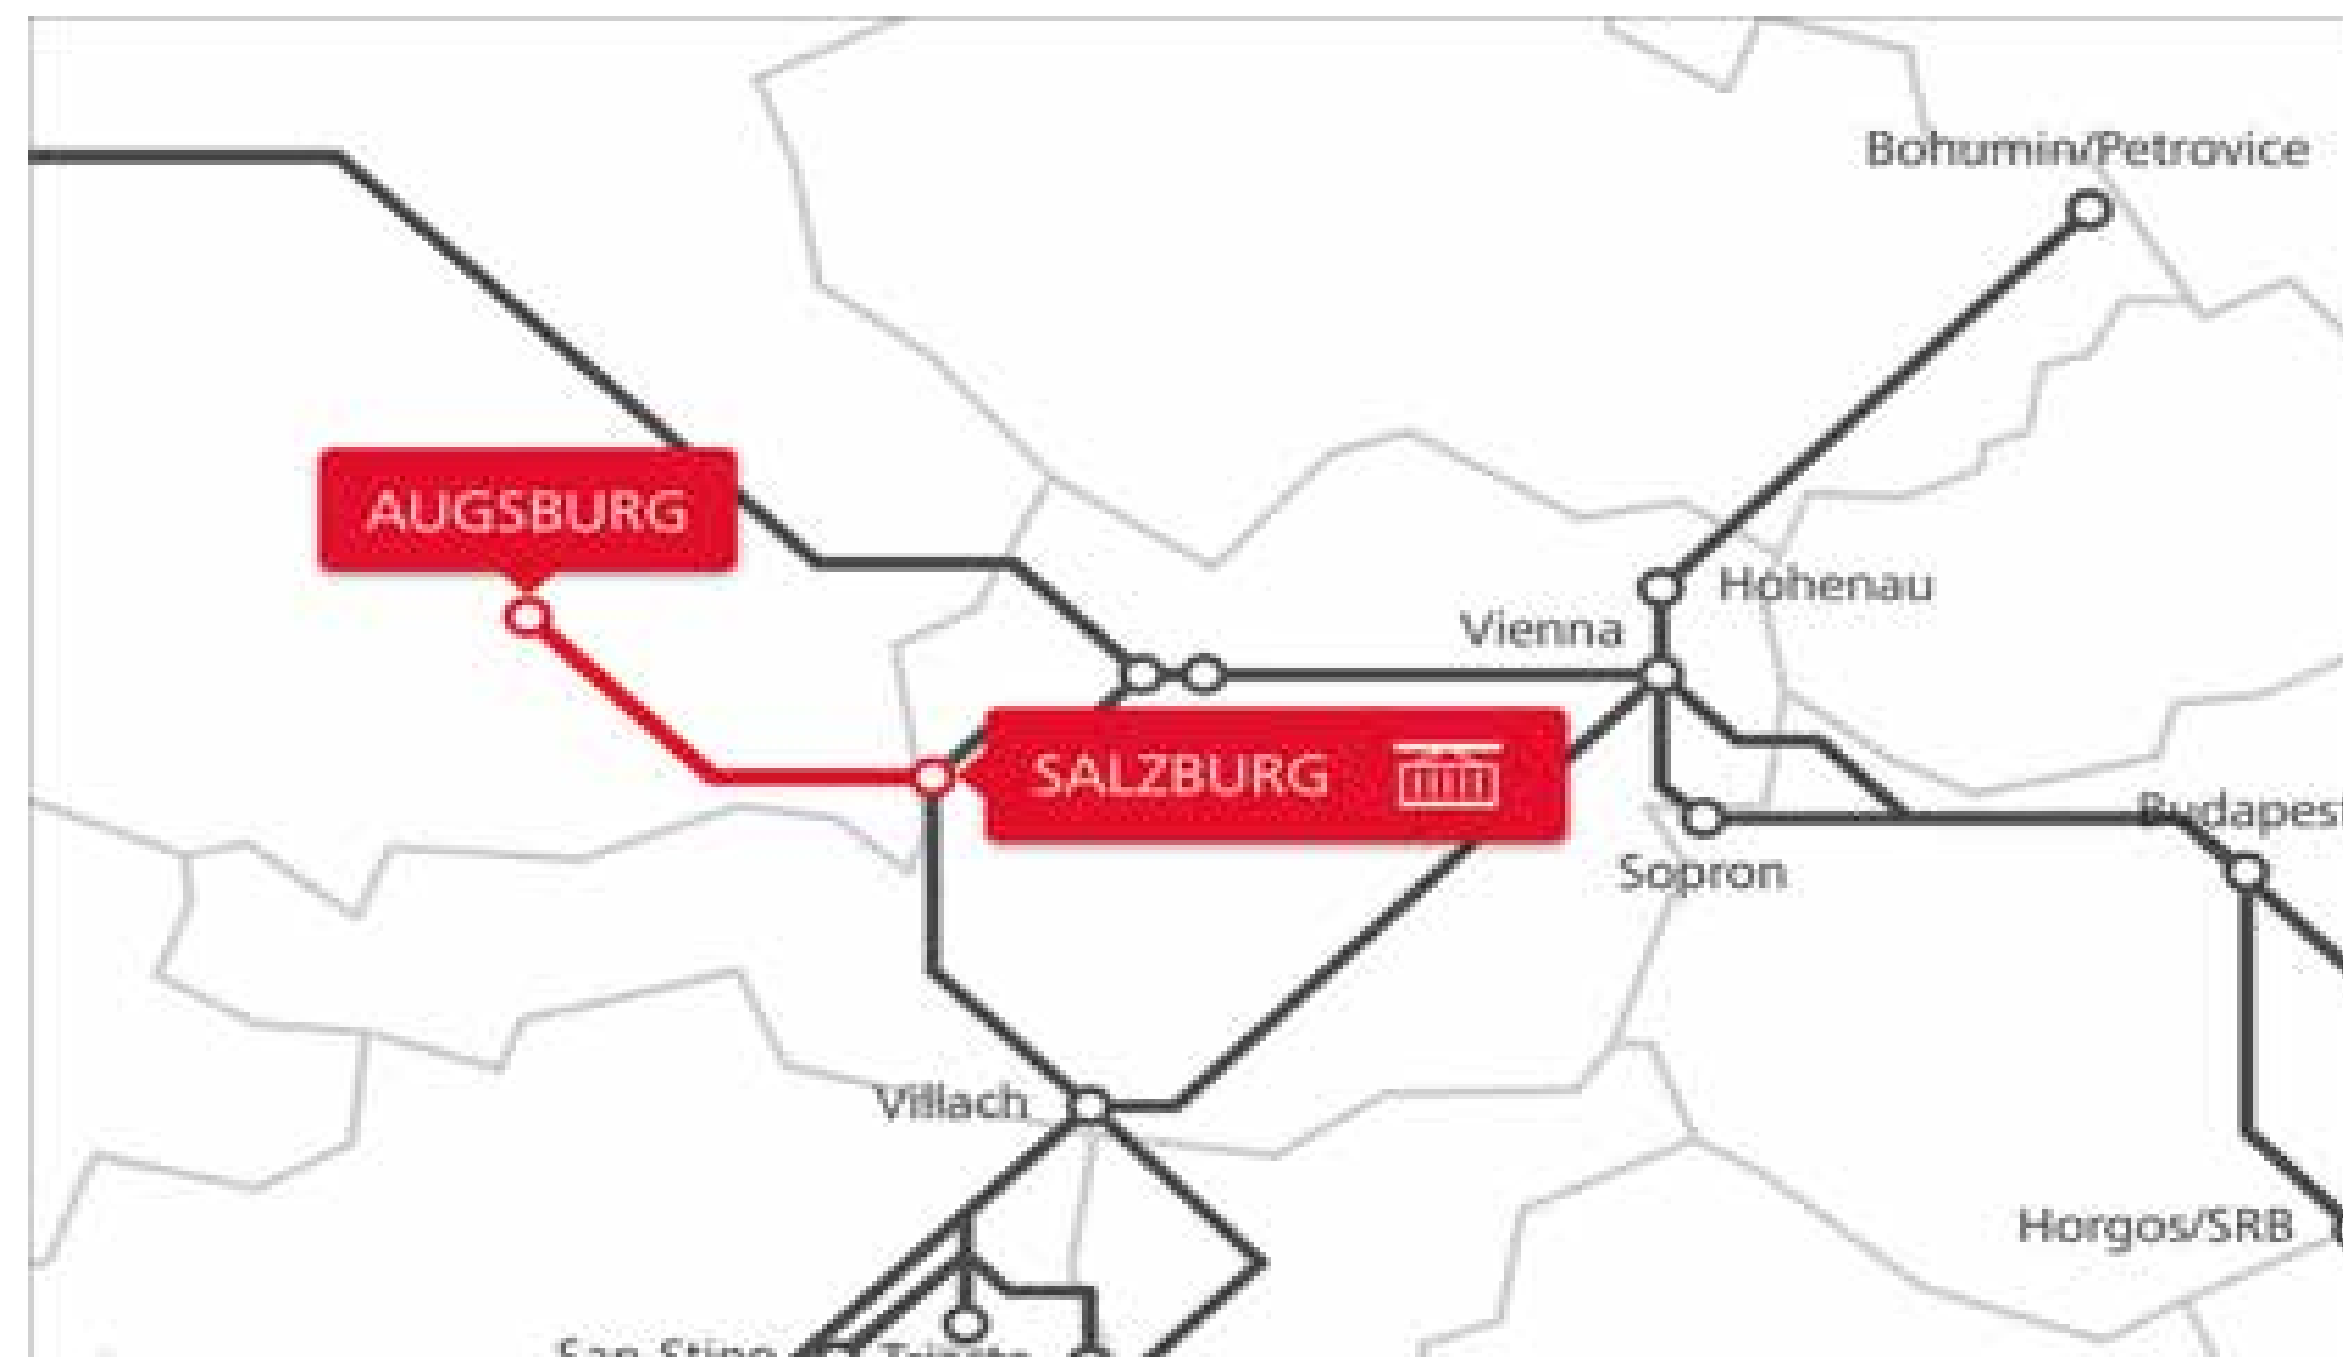 Bohumin/Petrovice
AUGSBURG
Hohenau
Vienna
SALZBURG
Budapest
Sopron
Villach
Horgos/SRB